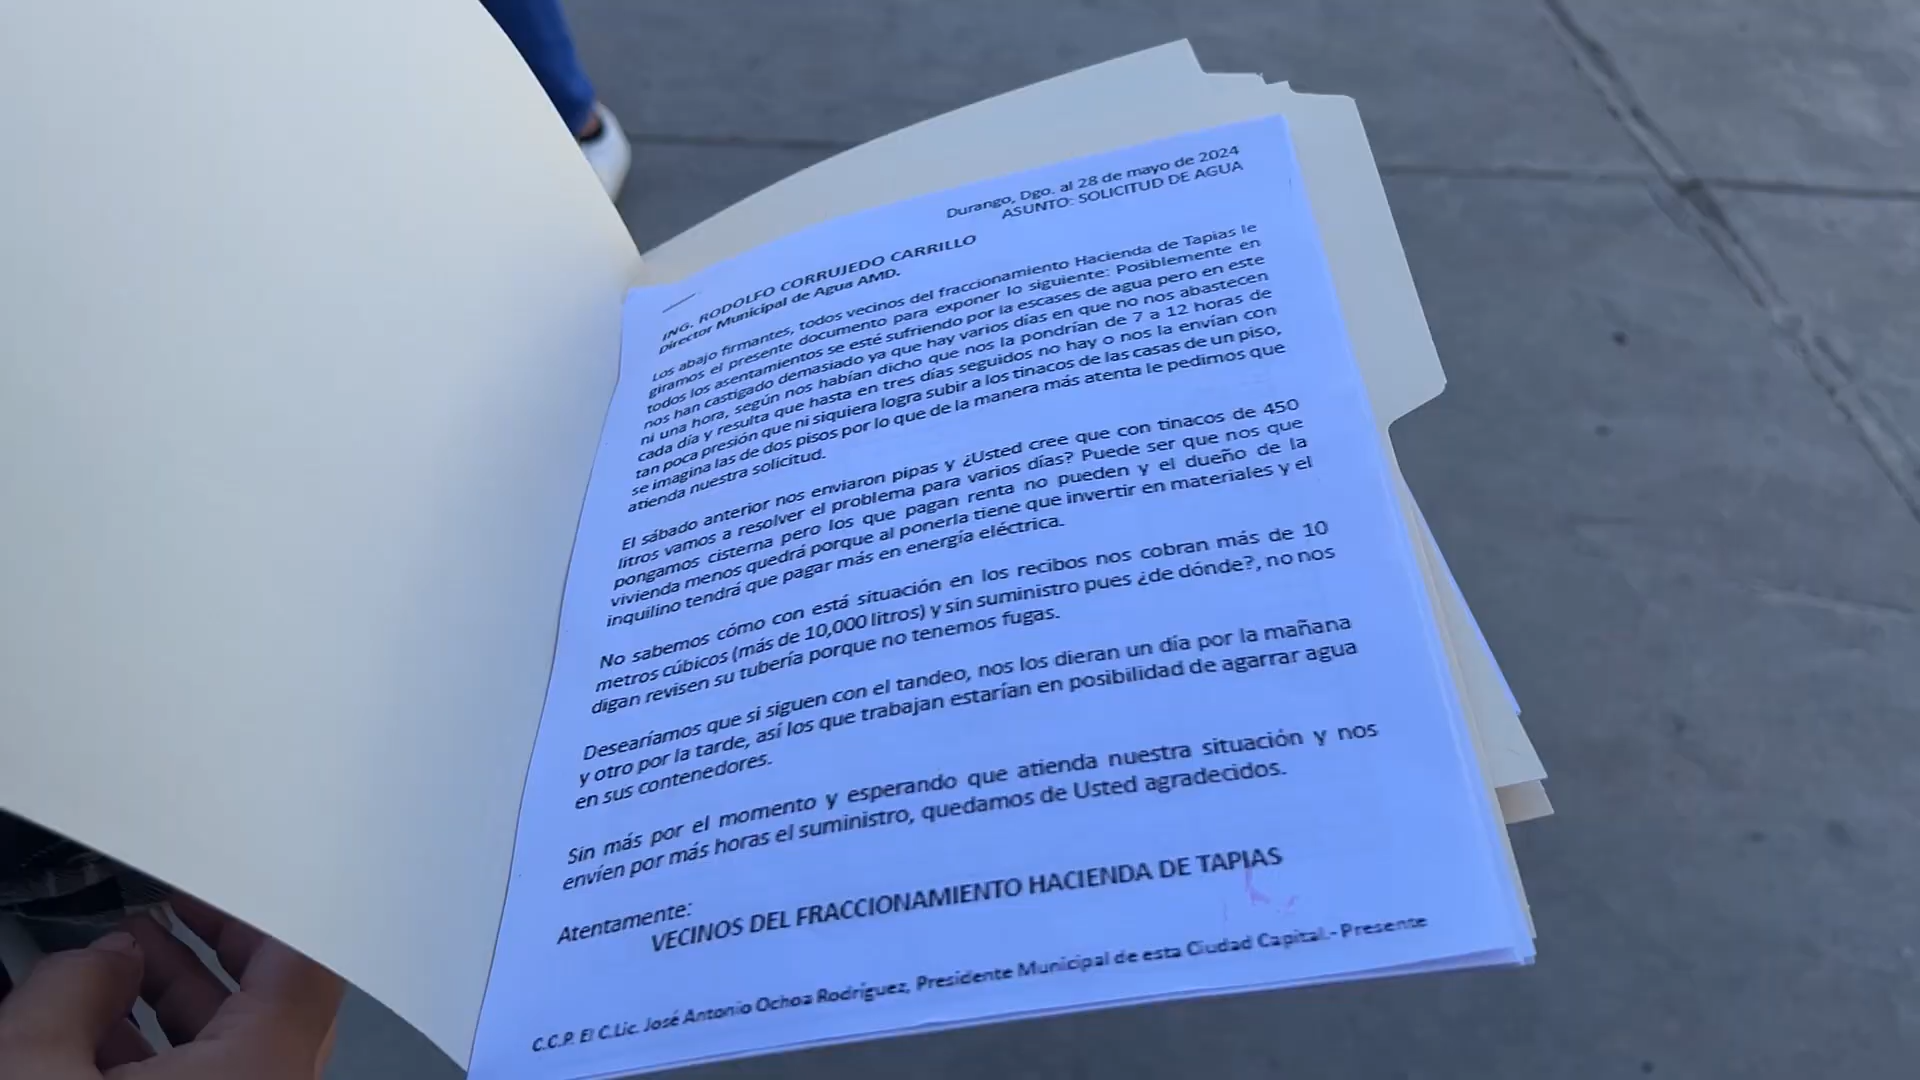 Durango, Dgo. al 28 de mayo de 2024
ASUNTO: SOLICITUD DE AGUA
ING. RODOLFO CORRUJEDO CARRILLO
Director Municipal de Agua AMD.
Los abajo firmantes, todos vecinos del fraccionamiento Hacienda de Tapias le
giramos el presente documento para exponer lo siguiente: Posiblemente en
todos los asentamientos se esté sufriendo por la escases de agua pero en este
nos han castigado demasiado ya que hay varios días en que no nos abastecen
ni una hora, según nos habían dicho que nos la pondrían de 7 a 12 horas de
cada día y resulta que hasta en tres días seguidos no hay o nos la envían con
tan poca presión que ni siquiera logra subir a los tinacos de las casas de un piso,
se imagina las de dos pisos por lo que de la manera más atenta le pedimos que
atienda nuestra solicitud.
El sábado anterior nos enviaron pipas y ¿Usted cree que con tinacos de 450
litros vamos a resolver el problema para varios días? Puede ser que nos que
pongamos cisterna pero los que pagan renta no pueden y el dueño de la
vivienda menos quedrá porque al ponerla tiene que invertir en materiales y el
inquilino tendrá que pagar más en energía eléctrica.
No sabemos cómo con está situación en los recibos nos cobran más de 10
metros cúbicos (más de 10,000 litros) y sin suministro pues ¿de dónde?, no nos
digan revisen su tubería porque no tenemos fugas.
Desearíamos que si siguen con el tandeo, nos los dieran un día por la mañana
y otro por la tarde, así los que trabajan estarían en posibilidad de agarrar agua
en sus contenedores.
Sin más por el momento y esperando que atienda nuestra situación y nos
envíen por más horas el suministro, quedamos de Usted agradecidos.
Atentamente:
VECINOS DEL FRACCIONAMIENTO HACIENDA DE TAPIAS
C.C.P. El C.Lic. José Antonio Ochoa Rodríguez, Presidente Municipal de esta Ciudad Capital.- Presente